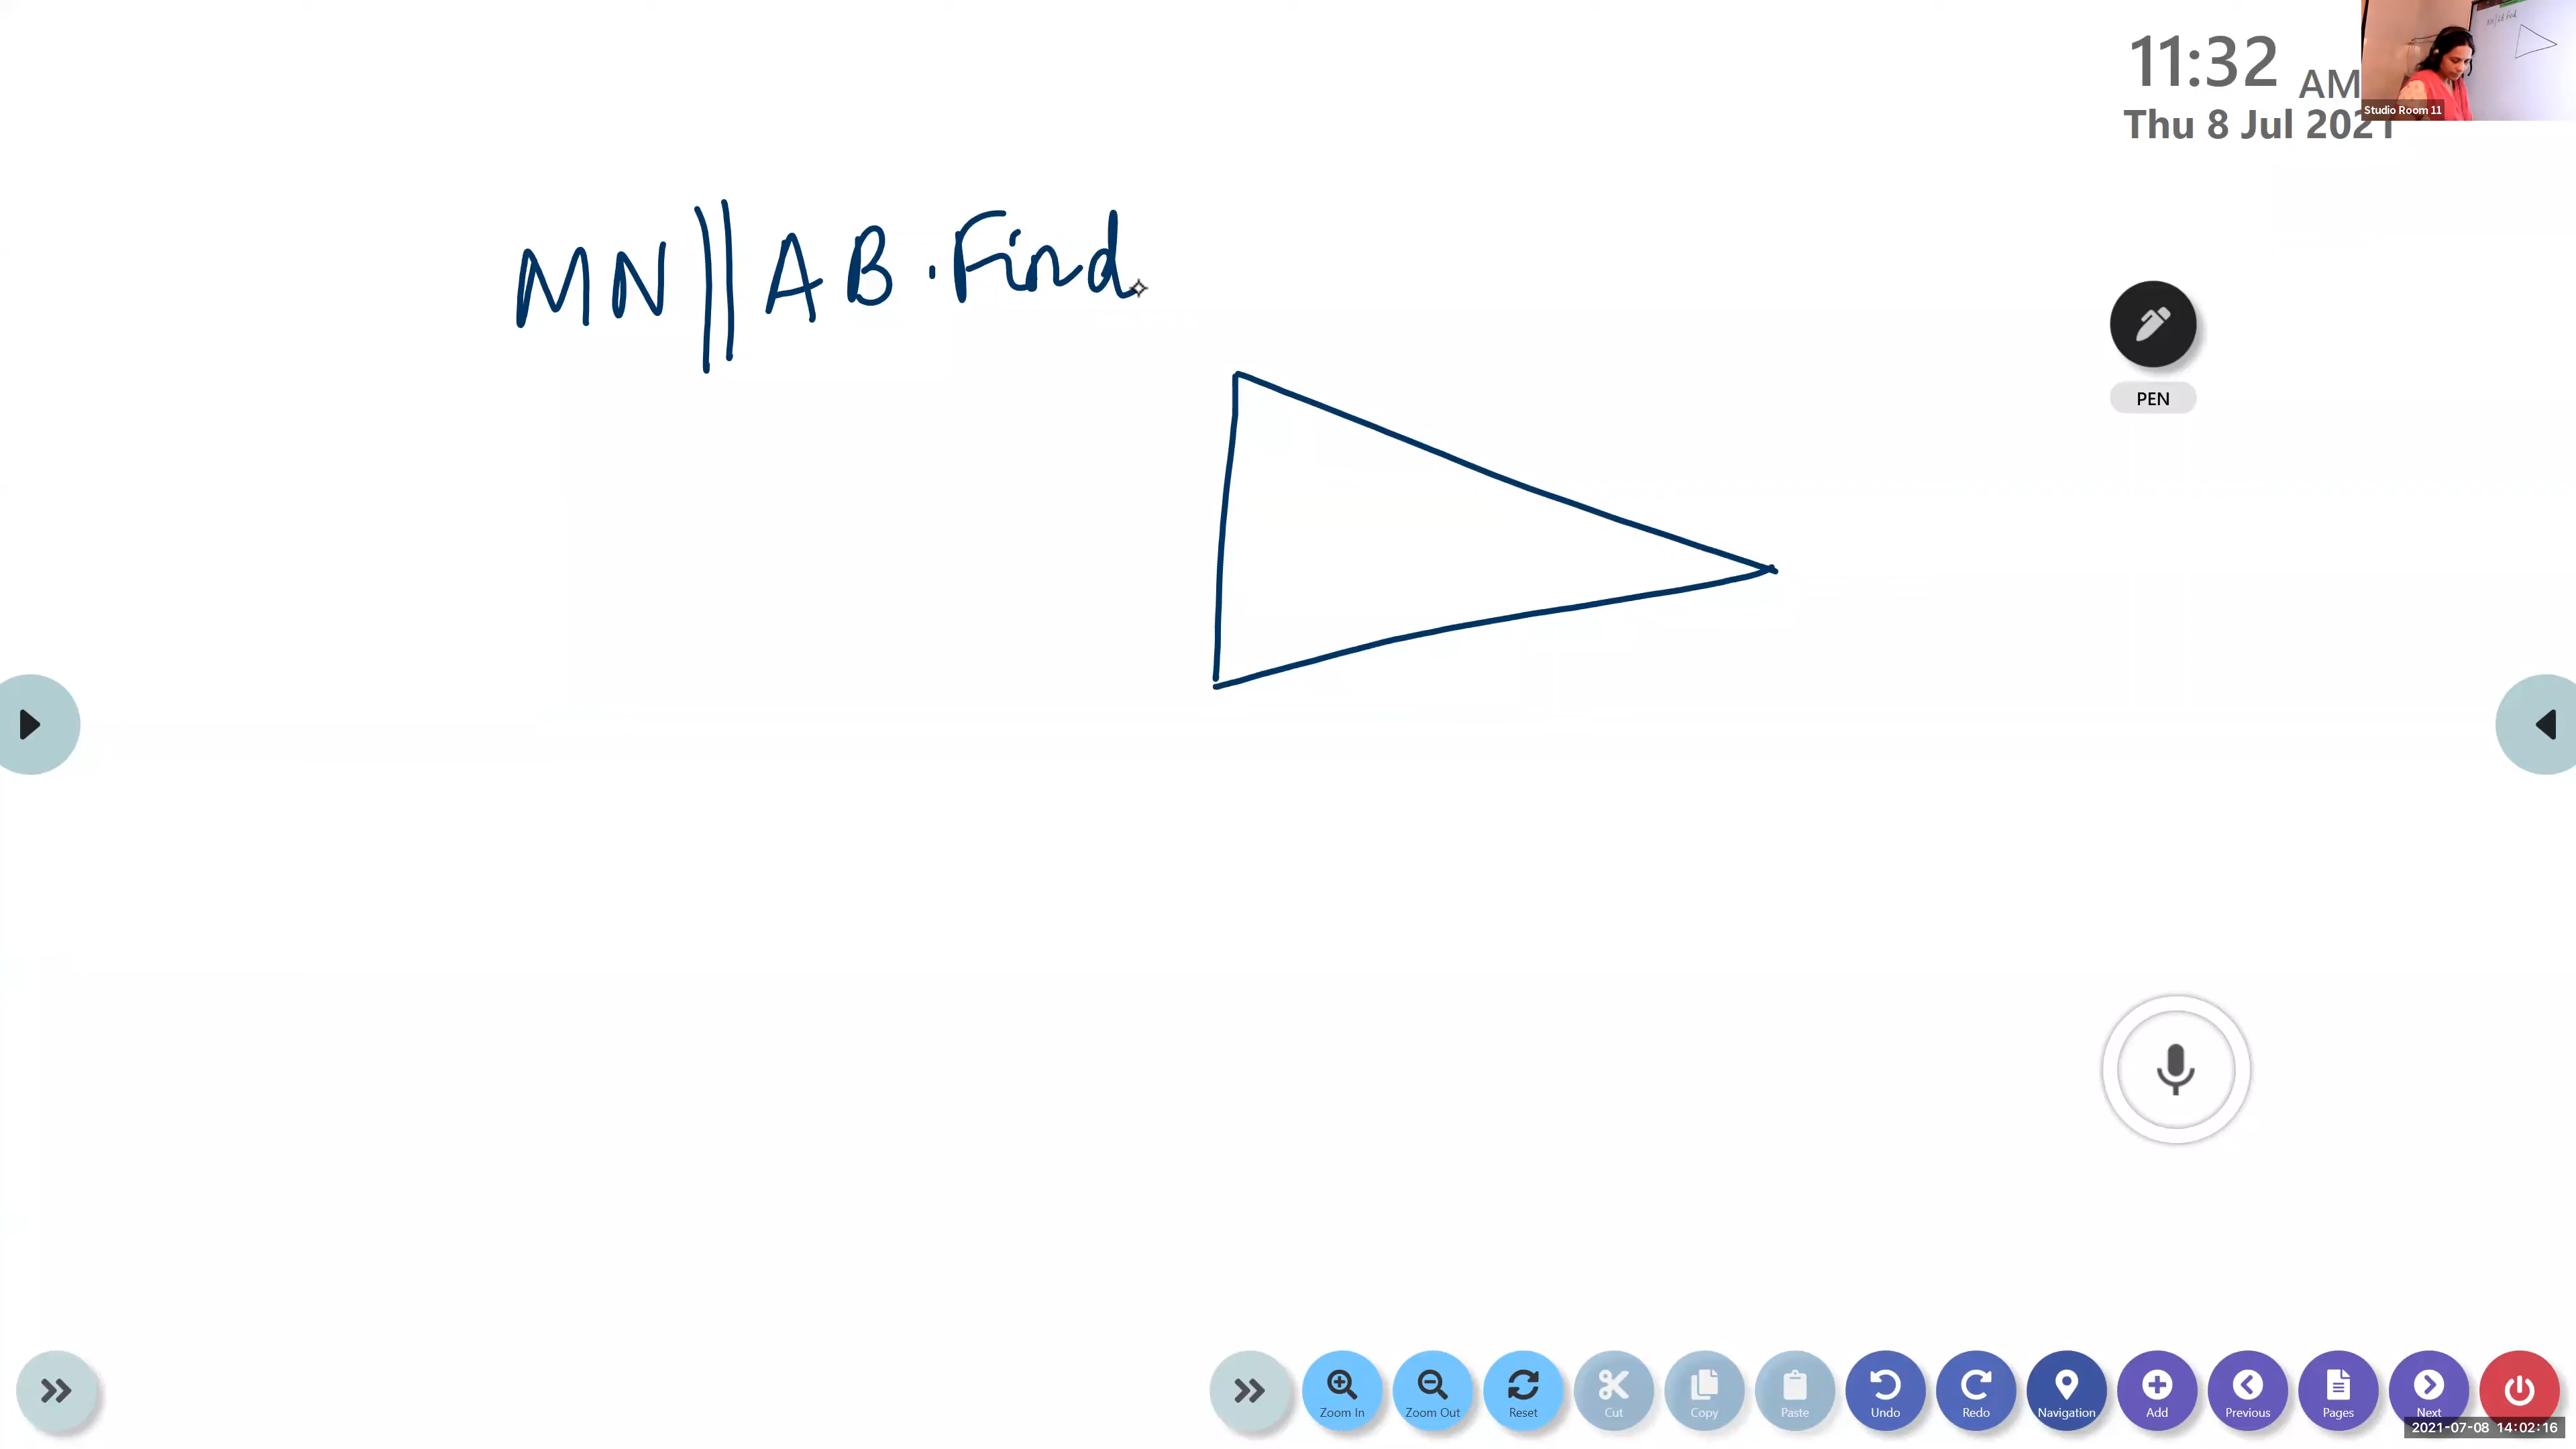 11:32 AM
Thu 8 Jul 2021
Studio Room 11
MN || AB . Find
PEN
Zoom In Zoom Out Reset Cut Copy Paste Undo Redo Navigation Add Previous Pages Next
2021-07-08 14:02:16